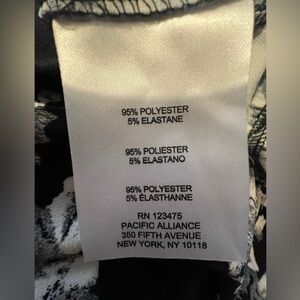 95% POLYESTER
5% ELASTANE
95% POLIESTER
5% ELASTANO
95% POLYESTER
5% ÉLASTHANNE
RN 123475
PACIFIC ALLIANCE
350 FIFTH AVENUE
NEW YORK, NY 10118